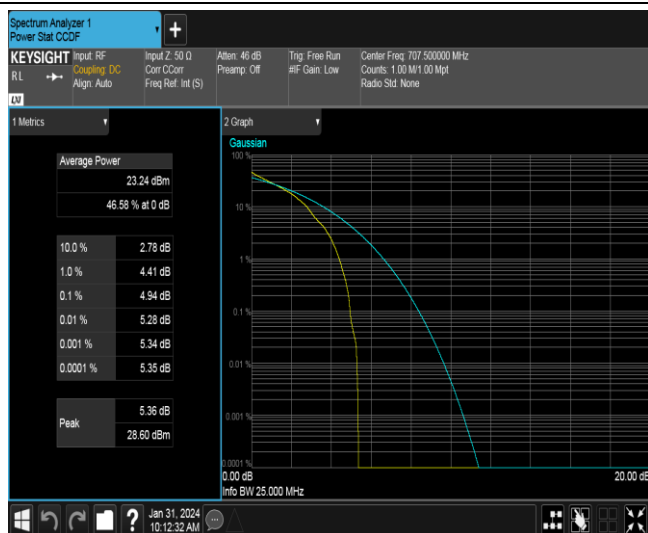 Spectrum Analyzer 1
Power Stat CCDF
+
KEYSIGHT
RL
LXI
Input: RF
Coupling: DC
Align: Auto
Input Z: 50 Ω
Corr CCorr
Freq Ref: Int (S)
Atten: 46 dB
Preamp: Off
Trig: Free Run
#IF Gain: Low
Center Freq: 707.500000 MHz
Counts: 1.00 M/1.00 Mpt
Radio Std: None
1 Metrics
Average Power
23.24 dBm
46.58 % at 0 dB
10.0 % 2.78 dB
1.0 % 4.41 dB
0.1 % 4.94 dB
0.01 % 5.28 dB
0.001 % 5.34 dB
0.0001 % 5.35 dB
Peak
5.36 dB
28.60 dBm
2 Graph
Gaussian
100 %
10 %
1 %
0.1 %
0.01 %
0.001 %
0.0001 %
0.00 dB 20.00 dB
Info BW 25.000 MHz
?
Jan 31, 2024
10:12:32 AM